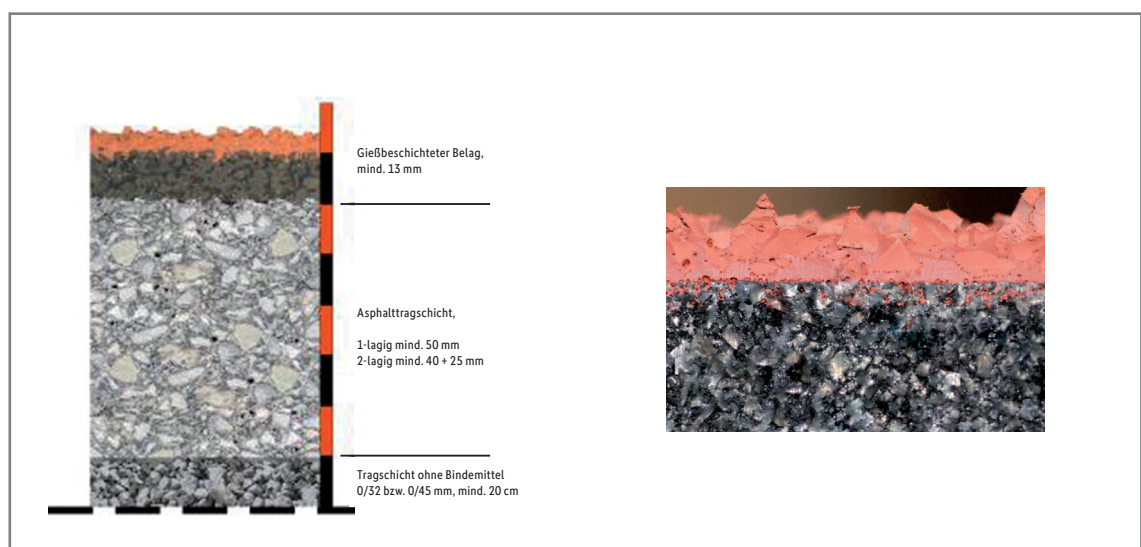 Gießbeschichteter Belag,
mind. 13 mm
Asphalttragschicht,
1-lagig mind. 50 mm
2-lagig mind. 40 + 25 mm
Tragschicht ohne Bindemittel
0/32 bzw. 0/45 mm, mind. 20 cm